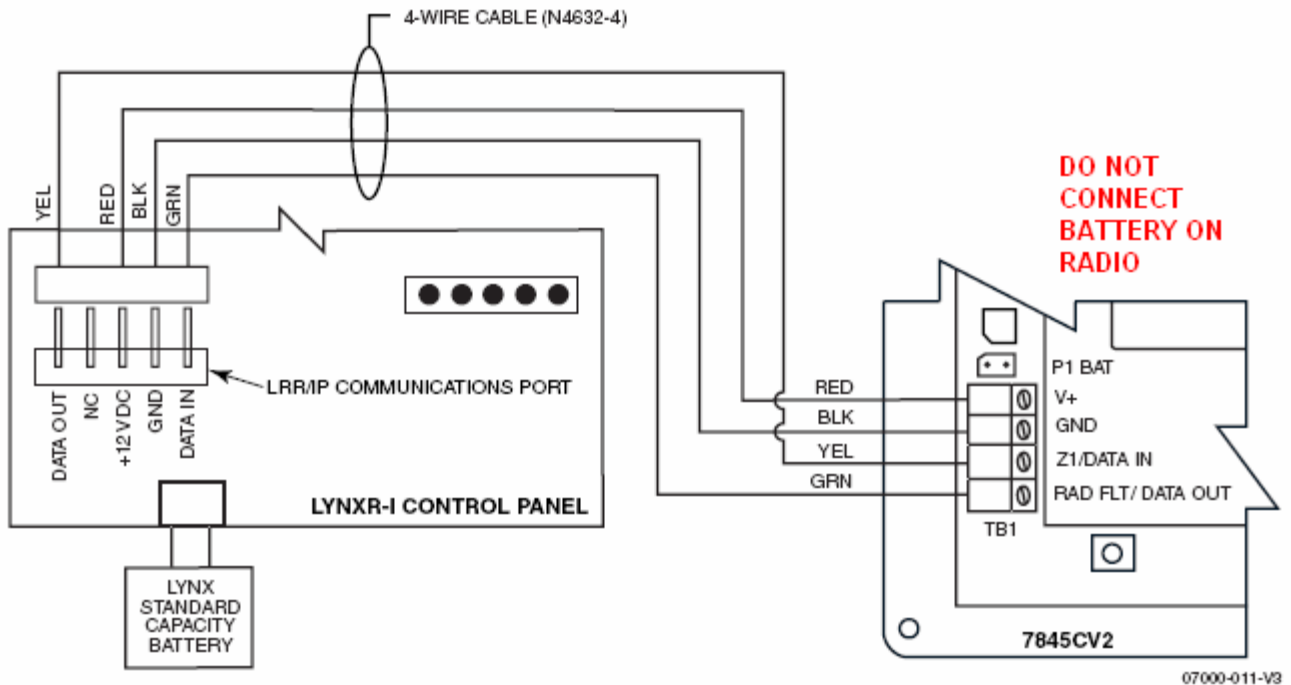 4-WIRE CABLE (N4632-4)
YEL
RED
BLK
GRN
DATA OUT
NC
+12 VDC
GND
DATA IN
LRR/IP COMMUNICATIONS PORT
LYNXR-I CONTROL PANEL
LYNX
STANDARD
CAPACITY
BATTERY
DO NOT
CONNECT
BATTERY ON
RADIO
RED
BLK
YEL
GRN
P1 BAT
V+
GND
Z1/DATA IN
RAD FLT/ DATA OUT
TB1
7845CV2
07000-011-V3